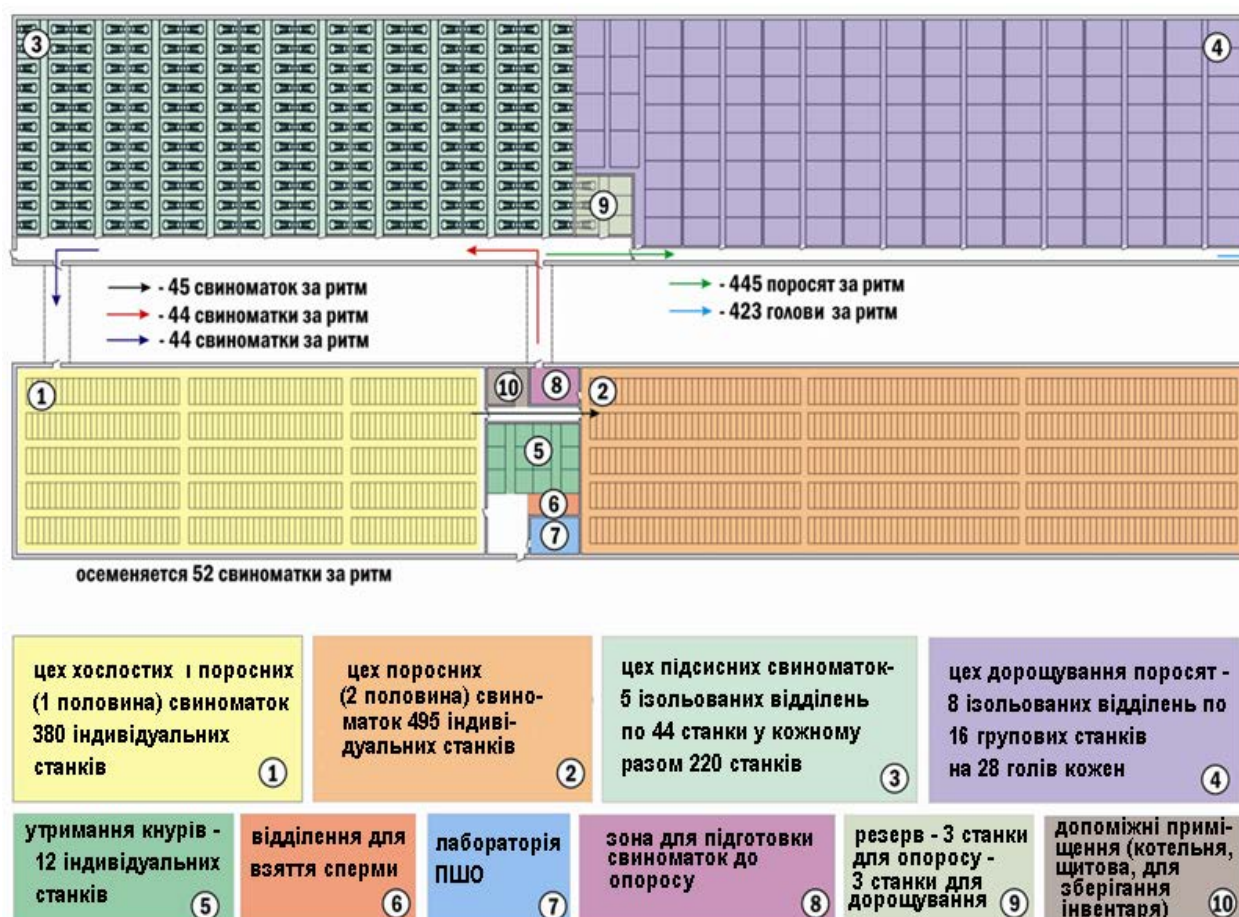 3
4
9
- 45 свиноматок за ритм
- 44 свиноматки за ритм
- 44 свиноматки за ритм
- 445 поросят за ритм
- 423 голови за ритм
1
10
8
2
5
6
7
осеменяется 52 свиноматки за ритм
цех хослостих і поросних
(1 половина) свиноматок
380 індивідуальних
станків
1
цех поросних
(2 половина) свино-
маток 495 індиві-
дуальних станків
2
цех підсисних свиноматок-
5 ізольованих відділень
по 44 станки у кожному
разом 220 станків
3
цех дорощування поросят -
8 ізольованих відділень по
16 групових станків
на 28 голів кожен
4
утримання кнурів -
12 індивідуальних
станків
5
відділення для
взяття сперми
6
лабораторія
ПШО
7
зона для підготовки
свиноматок до
опоросу
8
резерв - 3 станки
для опоросу -
3 станки для
дорощування
9
допоміжні примі-
щення (котельня,
щитова, для
зберігання
інвентаря)
10